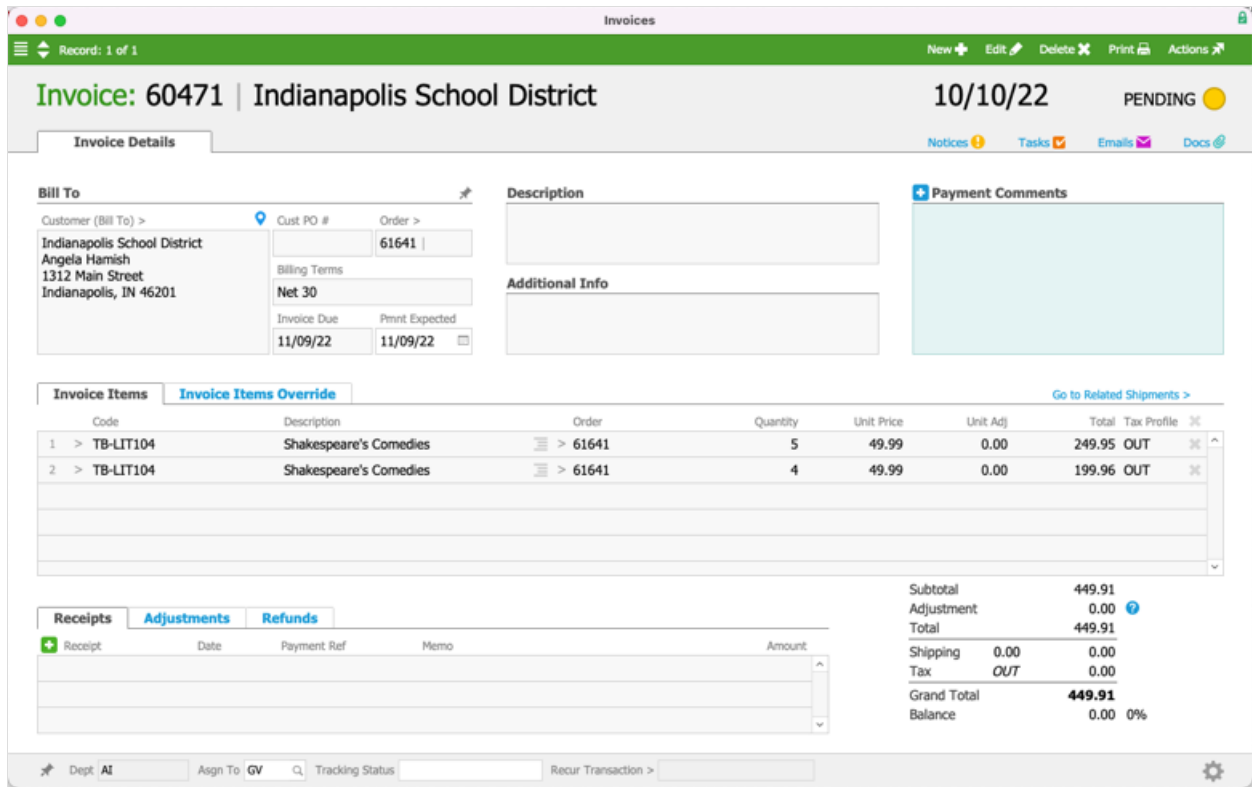 Invoices
Record: 1 of 1 New Edit Delete Print Actions
Invoice: 60471 | Indianapolis School District 10/10/22 PENDING
Invoice Details Notices Tasks Emails Docs
Bill To
Customer (Bill To) > Cust PO # Order >
Indianapolis School District 61641
Angela Hamish
1312 Main Street
Indianapolis, IN 46201
Billing Terms
Net 30
Invoice Due Pmnt Expected
11/09/22 11/09/22
Description
Additional Info
Payment Comments
Invoice Items Invoice Items Override Go to Related Shipments >
Code Description Order Quantity Unit Price Unit Adj Total Tax Profile
1 > TB-LIT104 Shakespeare's Comedies > 61641 5 49.99 0.00 249.95 OUT
2 > TB-LIT104 Shakespeare's Comedies > 61641 4 49.99 0.00 199.96 OUT
Receipts Adjustments Refunds
Receipt Date Payment Ref Memo Amount
Subtotal 449.91
Adjustment 0.00 ?
Total 449.91
Shipping 0.00 0.00
Tax OUT 0.00
Grand Total 449.91
Balance 0.00 0%
Dept AI Asgn To GV Tracking Status Recur Transaction >